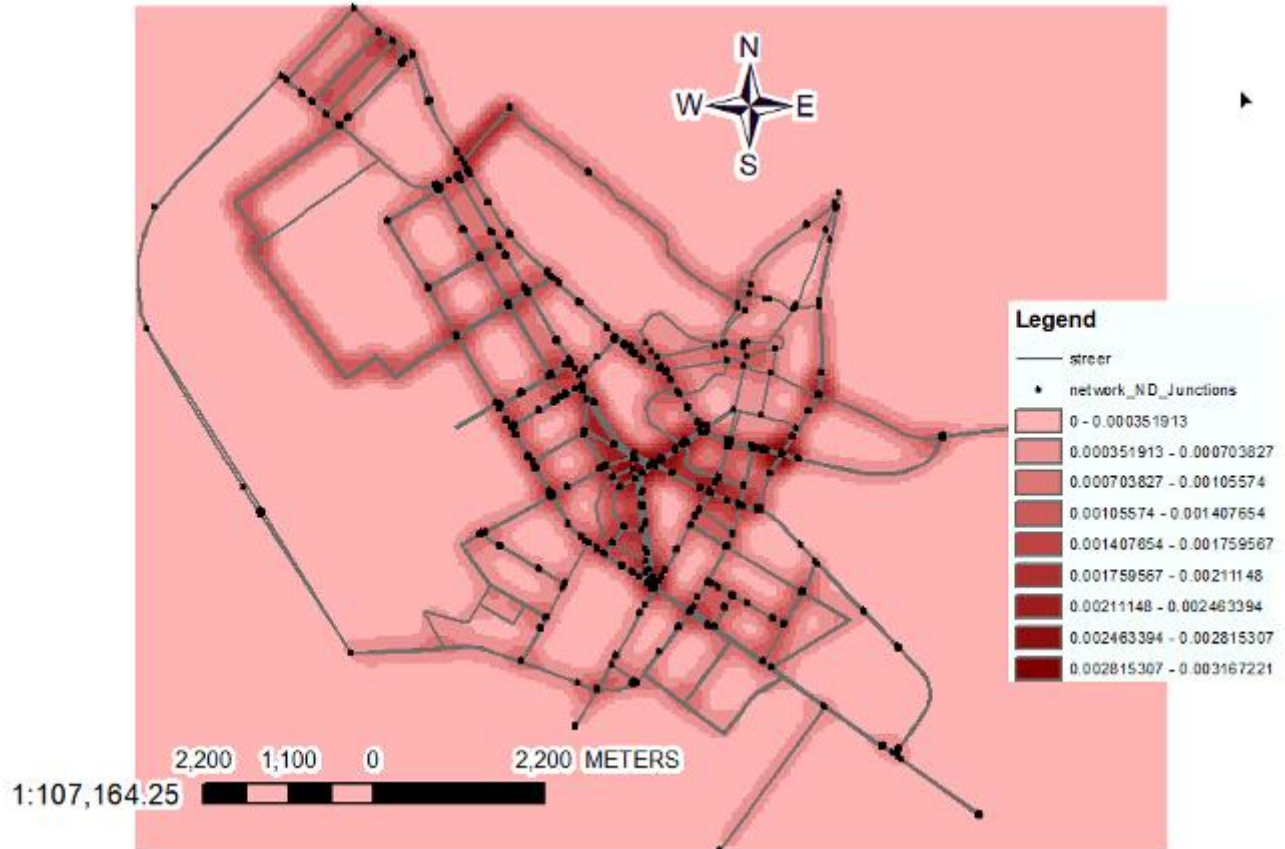 N
W E
S
Legend
streer
network_ND_Junctions
0 - 0.000351913
0.000351913 - 0.000703827
0.000703827 - 0.00105574
0.00105574 - 0.001407654
0.001407654 - 0.001759567
0.001759567 - 0.00211148
0.00211148 - 0.002463394
0.002463394 - 0.002815307
0.002815307 - 0.003167221
2,200 1,100 0 2,200 METERS
1:107,164.25